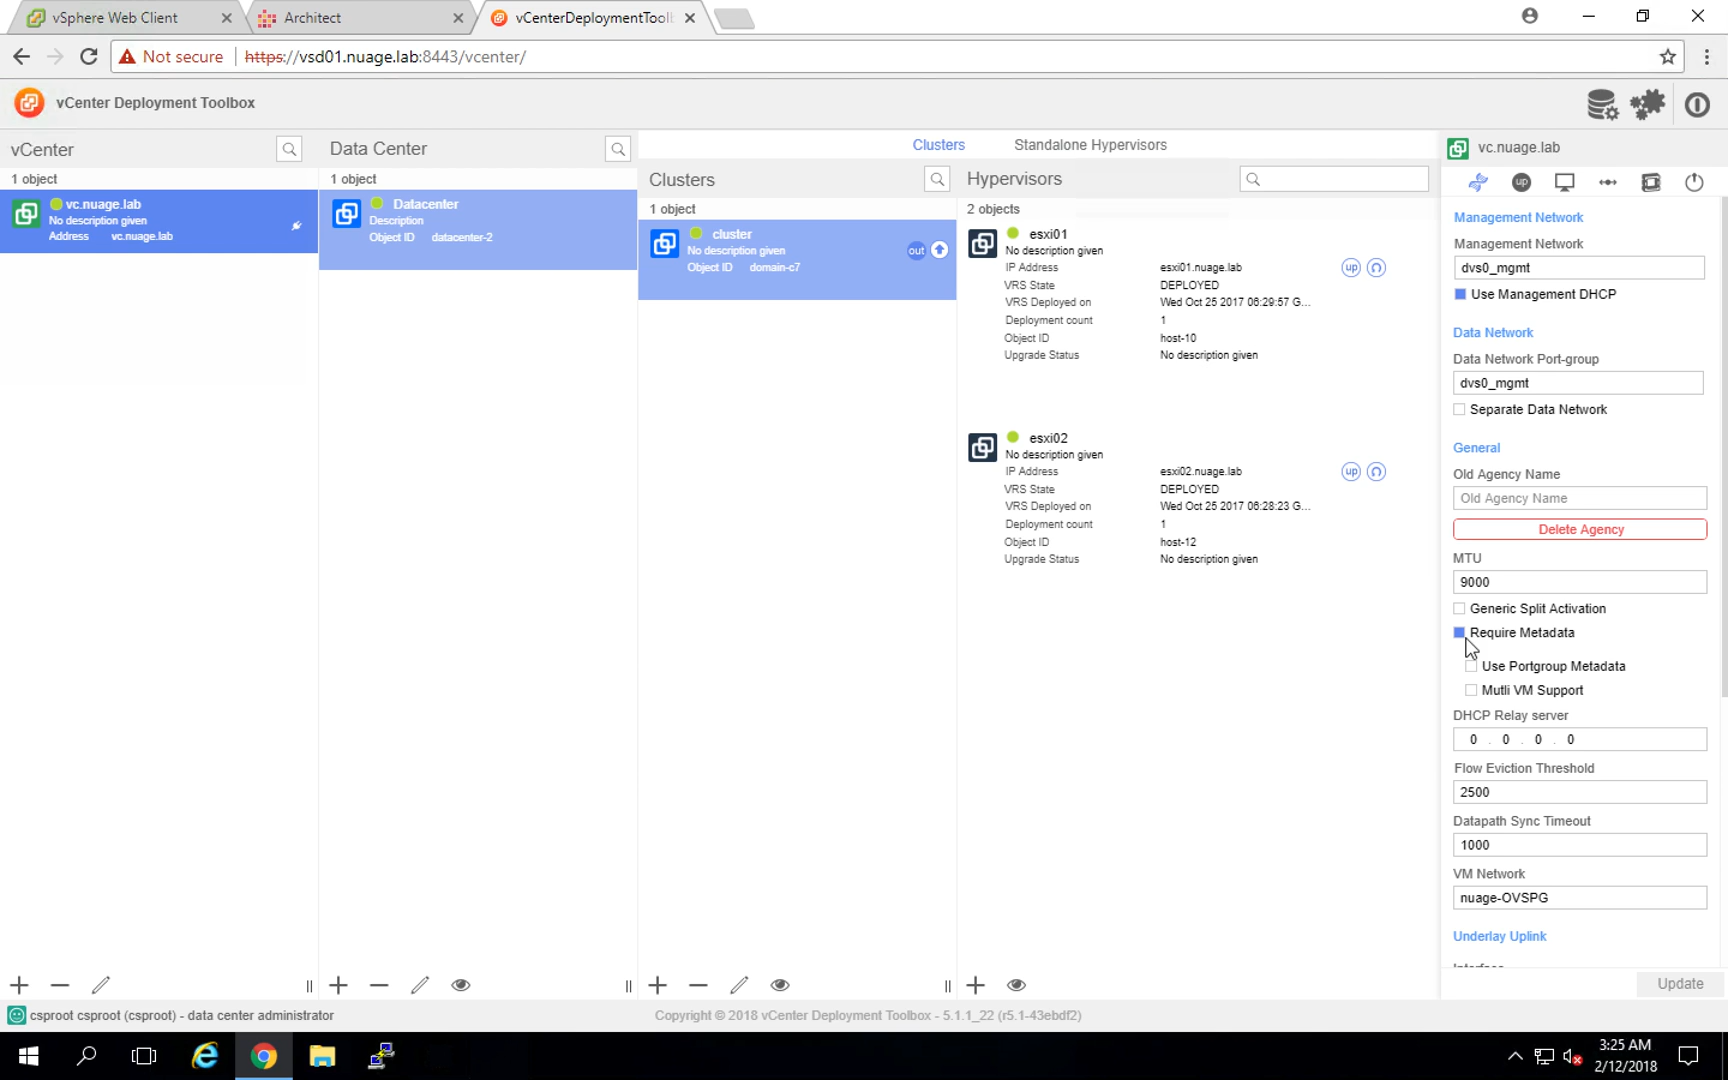 vSphere Web Client
Architect
vCenterDeploymentTool
Not secure
https://vsd01.nuage.lab:8443/vcenter/
vCenter Deployment Toolbox
vCenter
1 object
vc.nuage.lab
No description given
Address vc.nuage.lab
Data Center
1 object
Datacenter
Description
Object ID datacenter-2
Clusters Standalone Hypervisors
Clusters
1 object
cluster
No description given
Object ID domain-c7
out
Hypervisors
2 objects
esxi01
No description given
IP Address esxi01.nuage.lab
up
VRS State DEPLOYED
VRS Deployed on Wed Oct 25 2017 06:29:57 G...
Deployment count 1
Object ID host-10
Upgrade Status No description given
esxi02
No description given
IP Address esxi02.nuage.lab
up
VRS State DEPLOYED
VRS Deployed on Wed Oct 25 2017 06:28:23 G...
Deployment count 1
Object ID host-12
Upgrade Status No description given
vc.nuage.lab
up
Management Network
Management Network
dvs0_mgmt
Use Management DHCP
Data Network
Data Network Port-group
dvs0_mgmt
Separate Data Network
General
Old Agency Name
Old Agency Name
Delete Agency
MTU
9000
Generic Split Activation
Require Metadata
Use Portgroup Metadata
Mutli VM Support
DHCP Relay server
0 . 0 . 0 . 0
Flow Eviction Threshold
2500
Datapath Sync Timeout
1000
VM Network
nuage-OVSPG
Underlay Uplink
Interface
Update
csproot csproot (csproot) - data center administrator
Copyright © 2018 vCenter Deployment Toolbox - 5.1.1_22 (r5.1-43ebdf2)
3:25 AM
2/12/2018